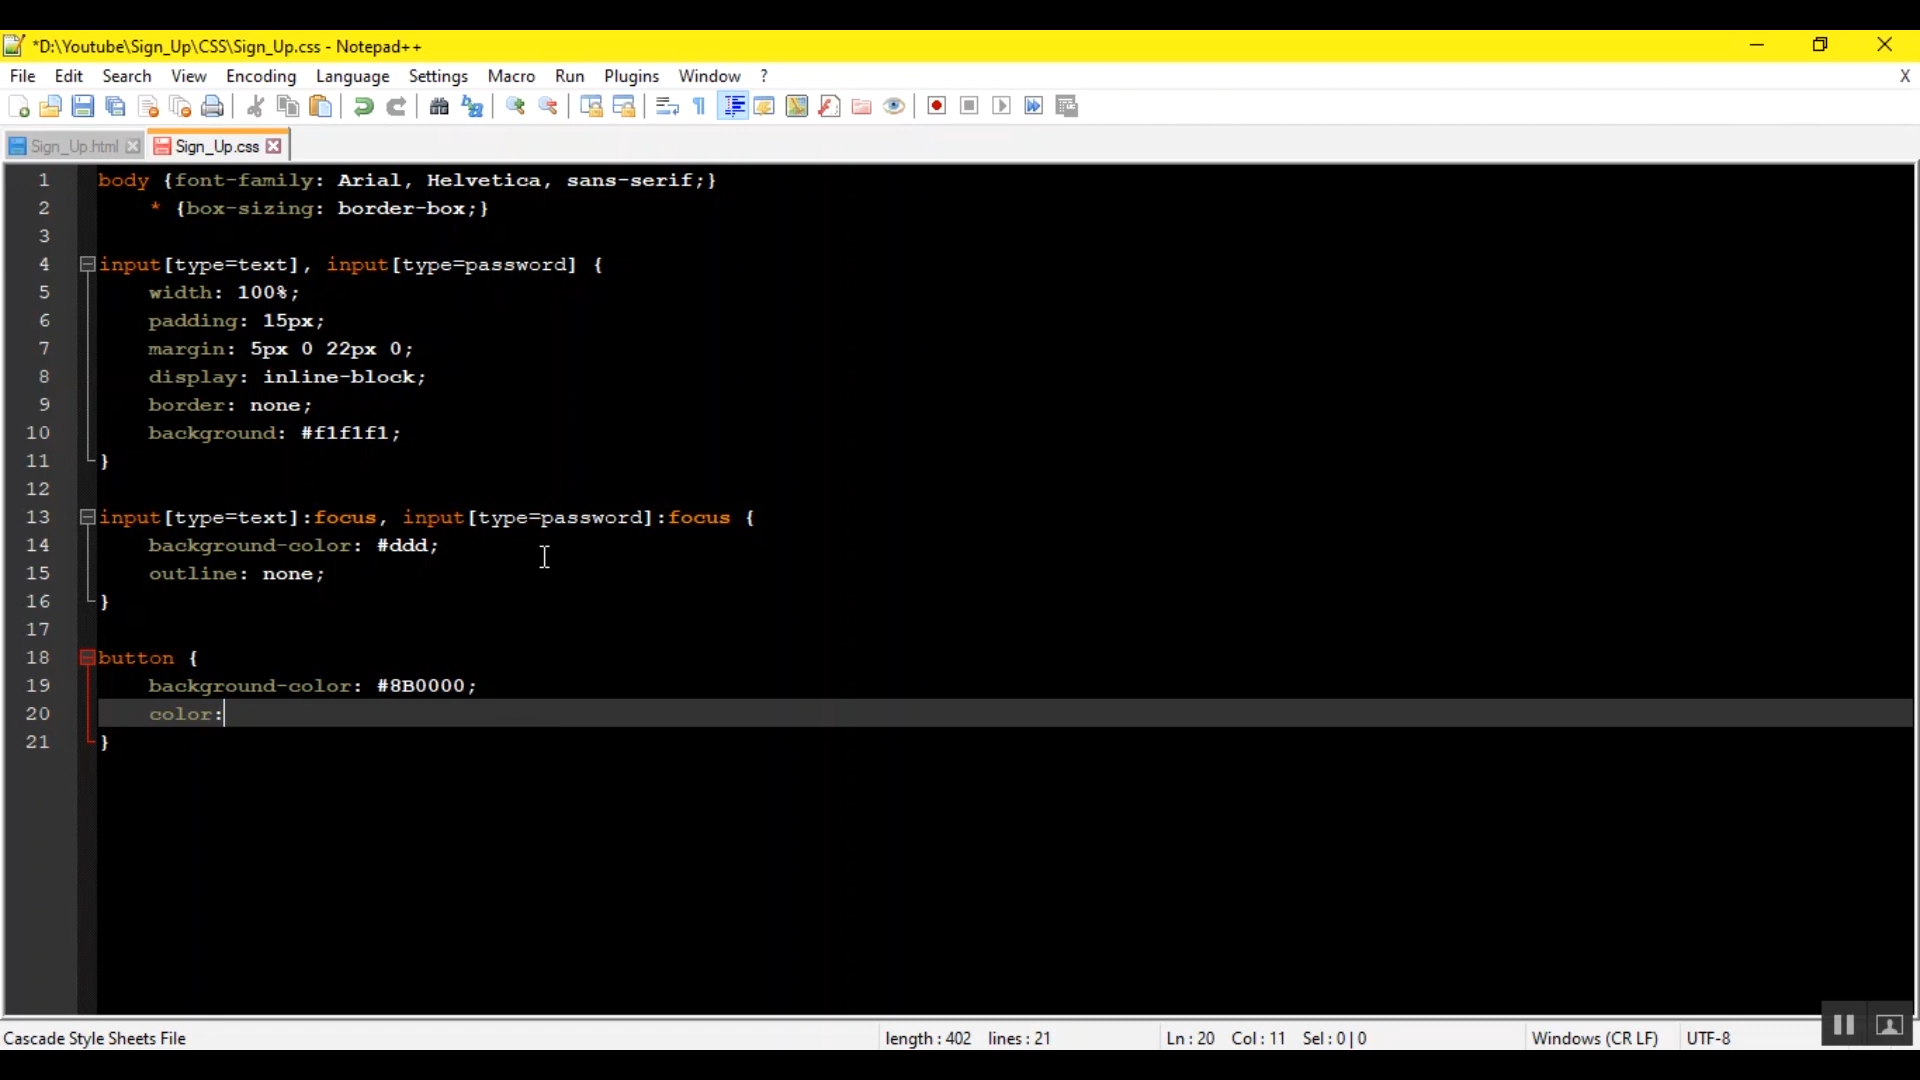 *D:\Youtube\Sign_Up\CSS\Sign_Up.css - Notepad++
File Edit Search View Encoding Language Settings Macro Run Plugins Window ? X
Sign_Up.html Sign_Up.css
1 body {font-family: Arial, Helvetica, sans-serif;}
2 * {box-sizing: border-box;}
3
4 input[type=text], input[type=password] {
5 width: 100%;
6 padding: 15px;
7 margin: 5px 0 22px 0;
8 display: inline-block;
9 border: none;
10 background: #f1f1f1;
11 }
12
13 input[type=text]:focus, input[type=password]:focus {
14 background-color: #ddd;
15 outline: none;
16 }
17
18 button {
19 background-color: #8B0000;
20 color:
21 }
Cascade Style Sheets File length : 402 lines : 21 Ln : 20 Col : 11 Sel : 0 | 0 Windows (CR LF) UTF-8